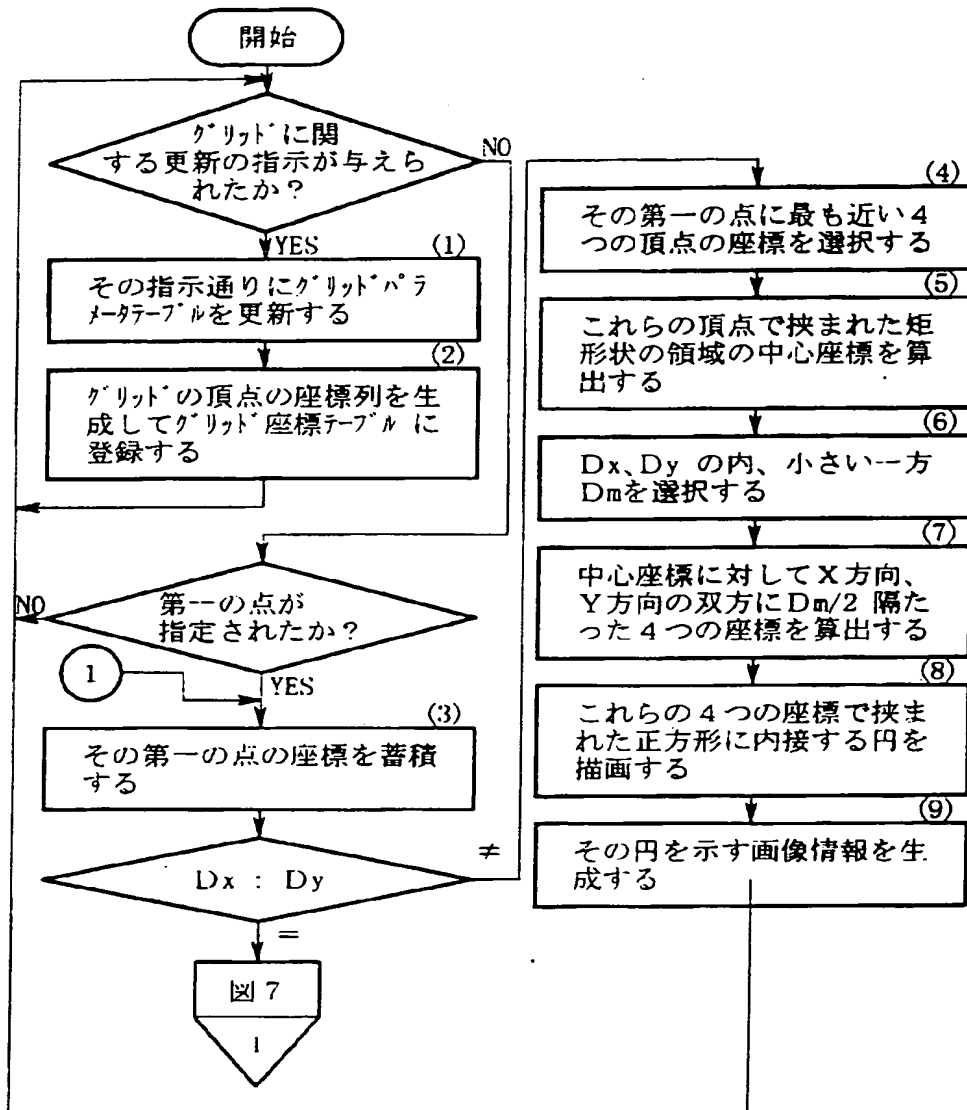 開始
グリッドに関
する更新の指示が与えら
れたか？
NO
YES
(1)
その指示通りにグリッドパラ
メータテーブルを更新する
(2)
グリッドの頂点の座標列を生
成してグリッド座標テーブルに
登録する
第一の点が
指定されたか？
NO
1
YES
(3)
その第一の点の座標を蓄積
する
Dx : Dy
≠
=
図7
1
(4)
その第一の点に最も近い4
つの頂点の座標を選択する
(5)
これらの頂点で挟まれた矩
形状の領域の中心座標を算
出する
(6)
Dx、Dy の内、小さい一方
Dmを選択する
(7)
中心座標に対してX方向、
Y方向の双方にDm/2 隔た
った4つの座標を算出する
(8)
これらの4つの座標で挟ま
れた正方形に内接する円を
描画する
(9)
その円を示す画像情報を生
成する